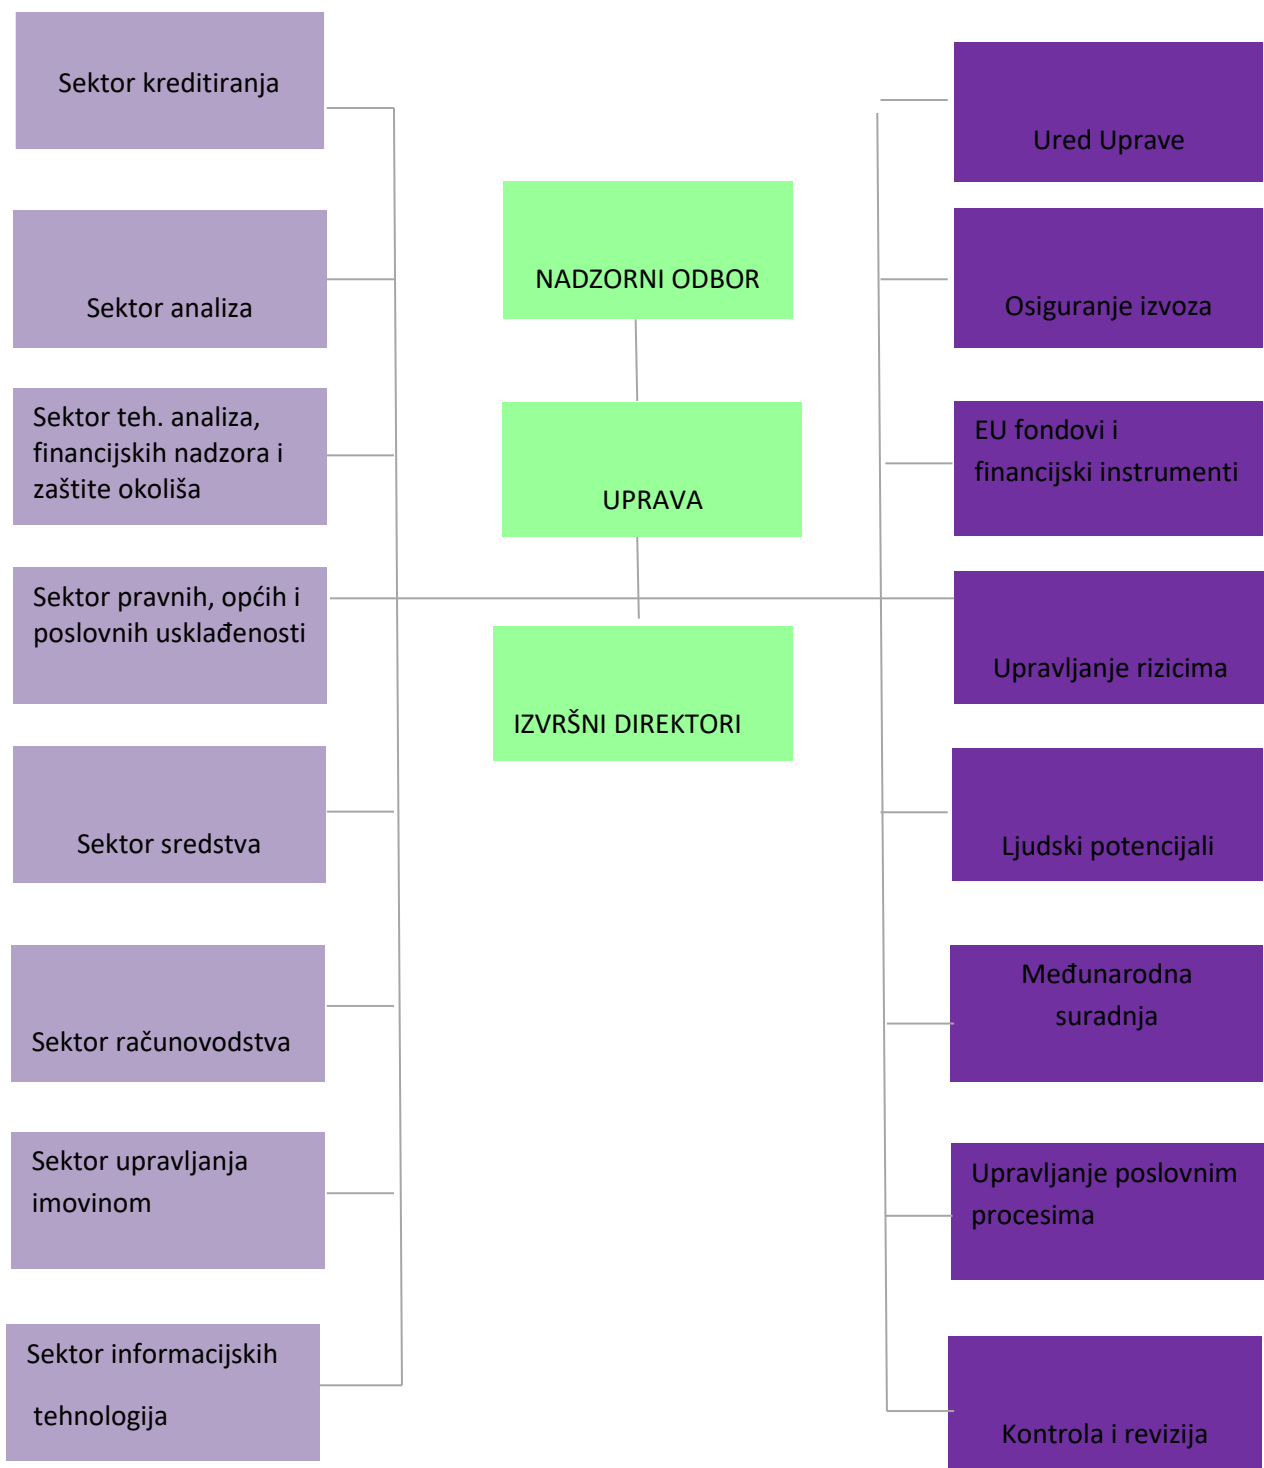 Sektor kreditiranja
Sektor analiza
Sektor teh. analiza,
financijskih nadzora i
zaštite okoliša
Sektor pravnih, općih i
poslovnih usklađenosti
Sektor sredstva
Sektor računovodstva
Sektor upravljanja
imovinom
Sektor informacijskih
tehnologija
NADZORNI ODBOR
UPRAVA
IZVRŠNI DIREKTORI
Ured Uprave
Osiguranje izvoza
EU fondovi i
financijski instrumenti
Upravljanje rizicima
Ljudski potencijali
Međunarodna
suradnja
Upravljanje poslovnim
procesima
Kontrola i revizija